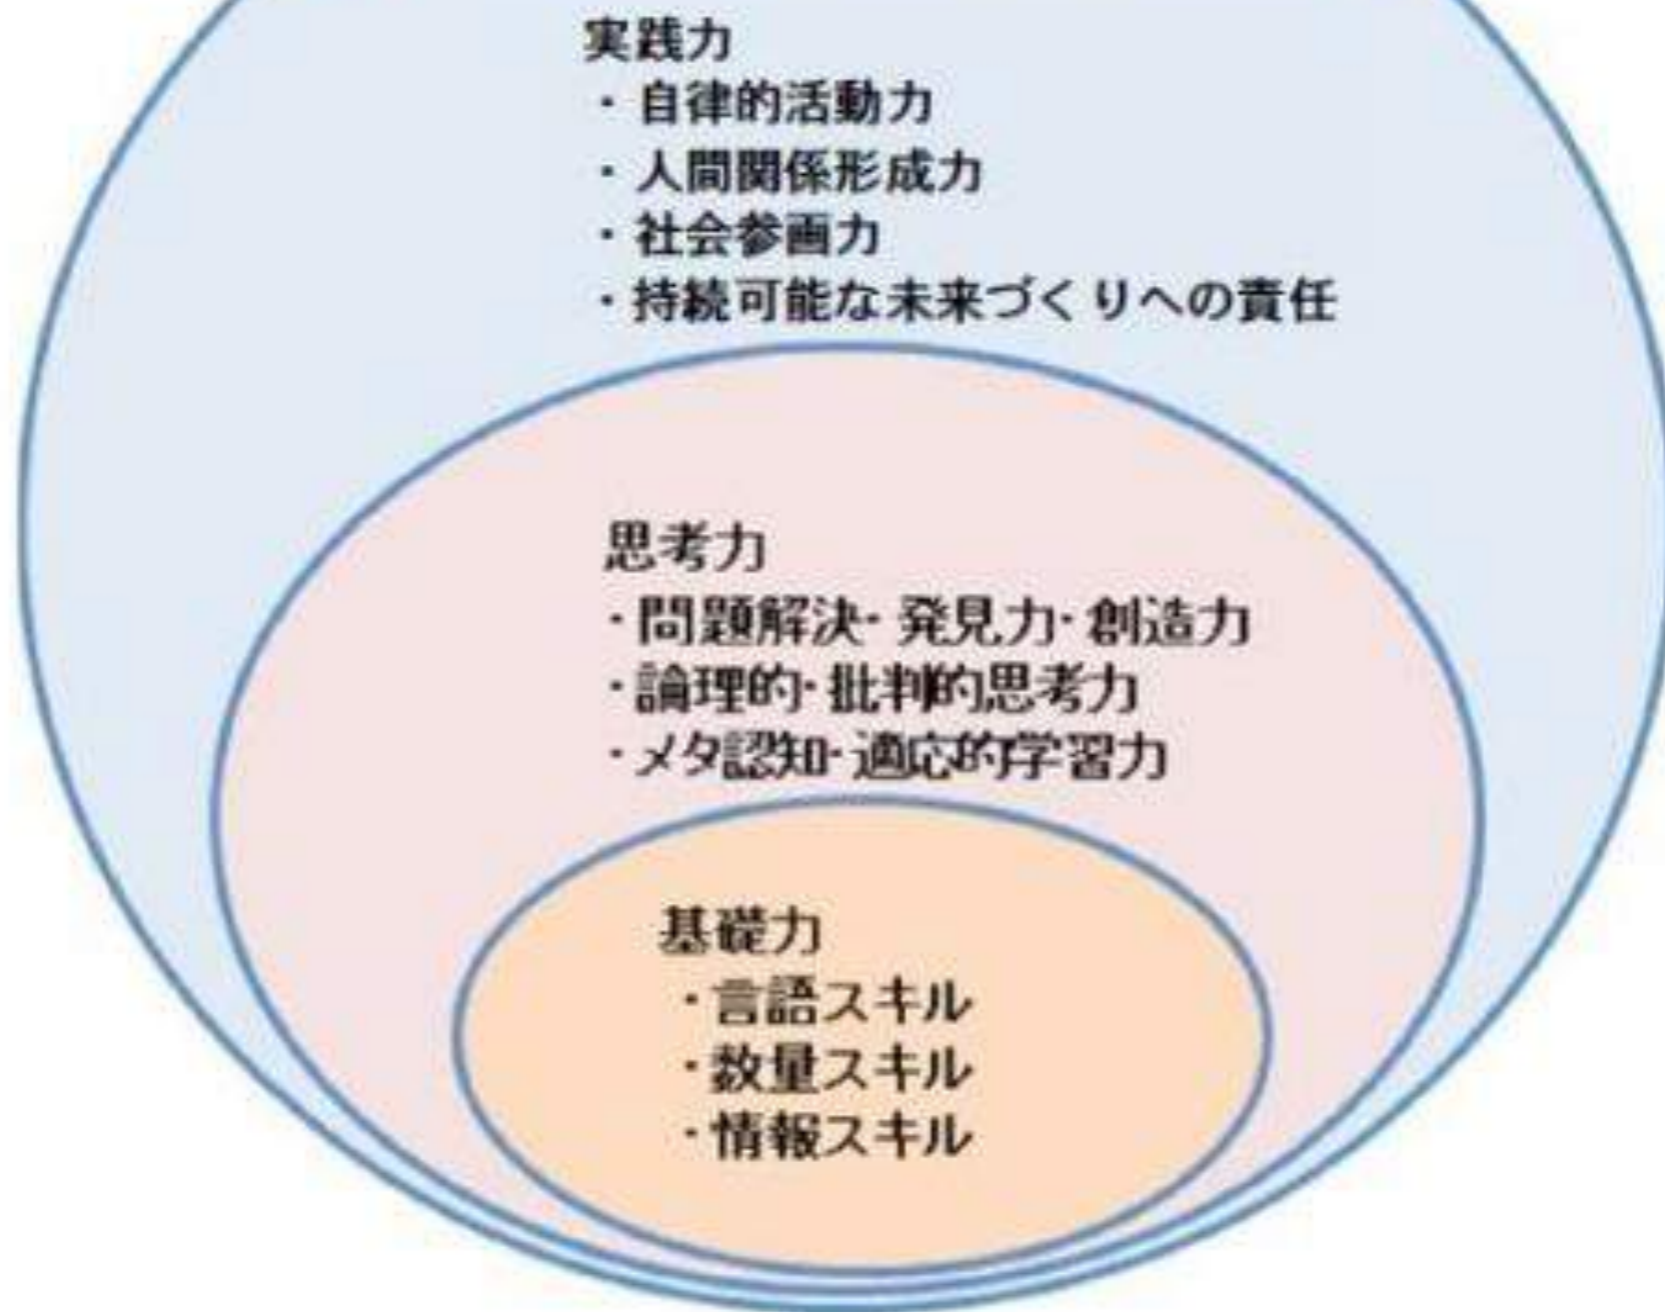 実践力
・自律的活動力
・人間関係形成力
・社会参画力
・持続可能な未来づくりへの責任
思考力
・問題解決・発見力・創造力
・論理的・批判的思考力
・メタ認知・適応的学習力
基礎力
・言語スキル
・数量スキル
・情報スキル